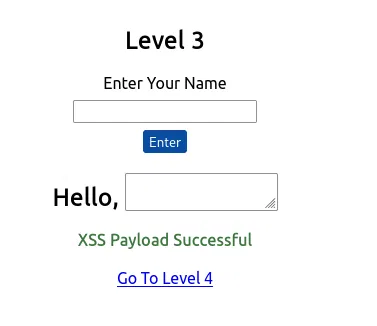 Level 3
Enter Your Name
Enter
Hello,
XSS Payload Successful
Go To Level 4